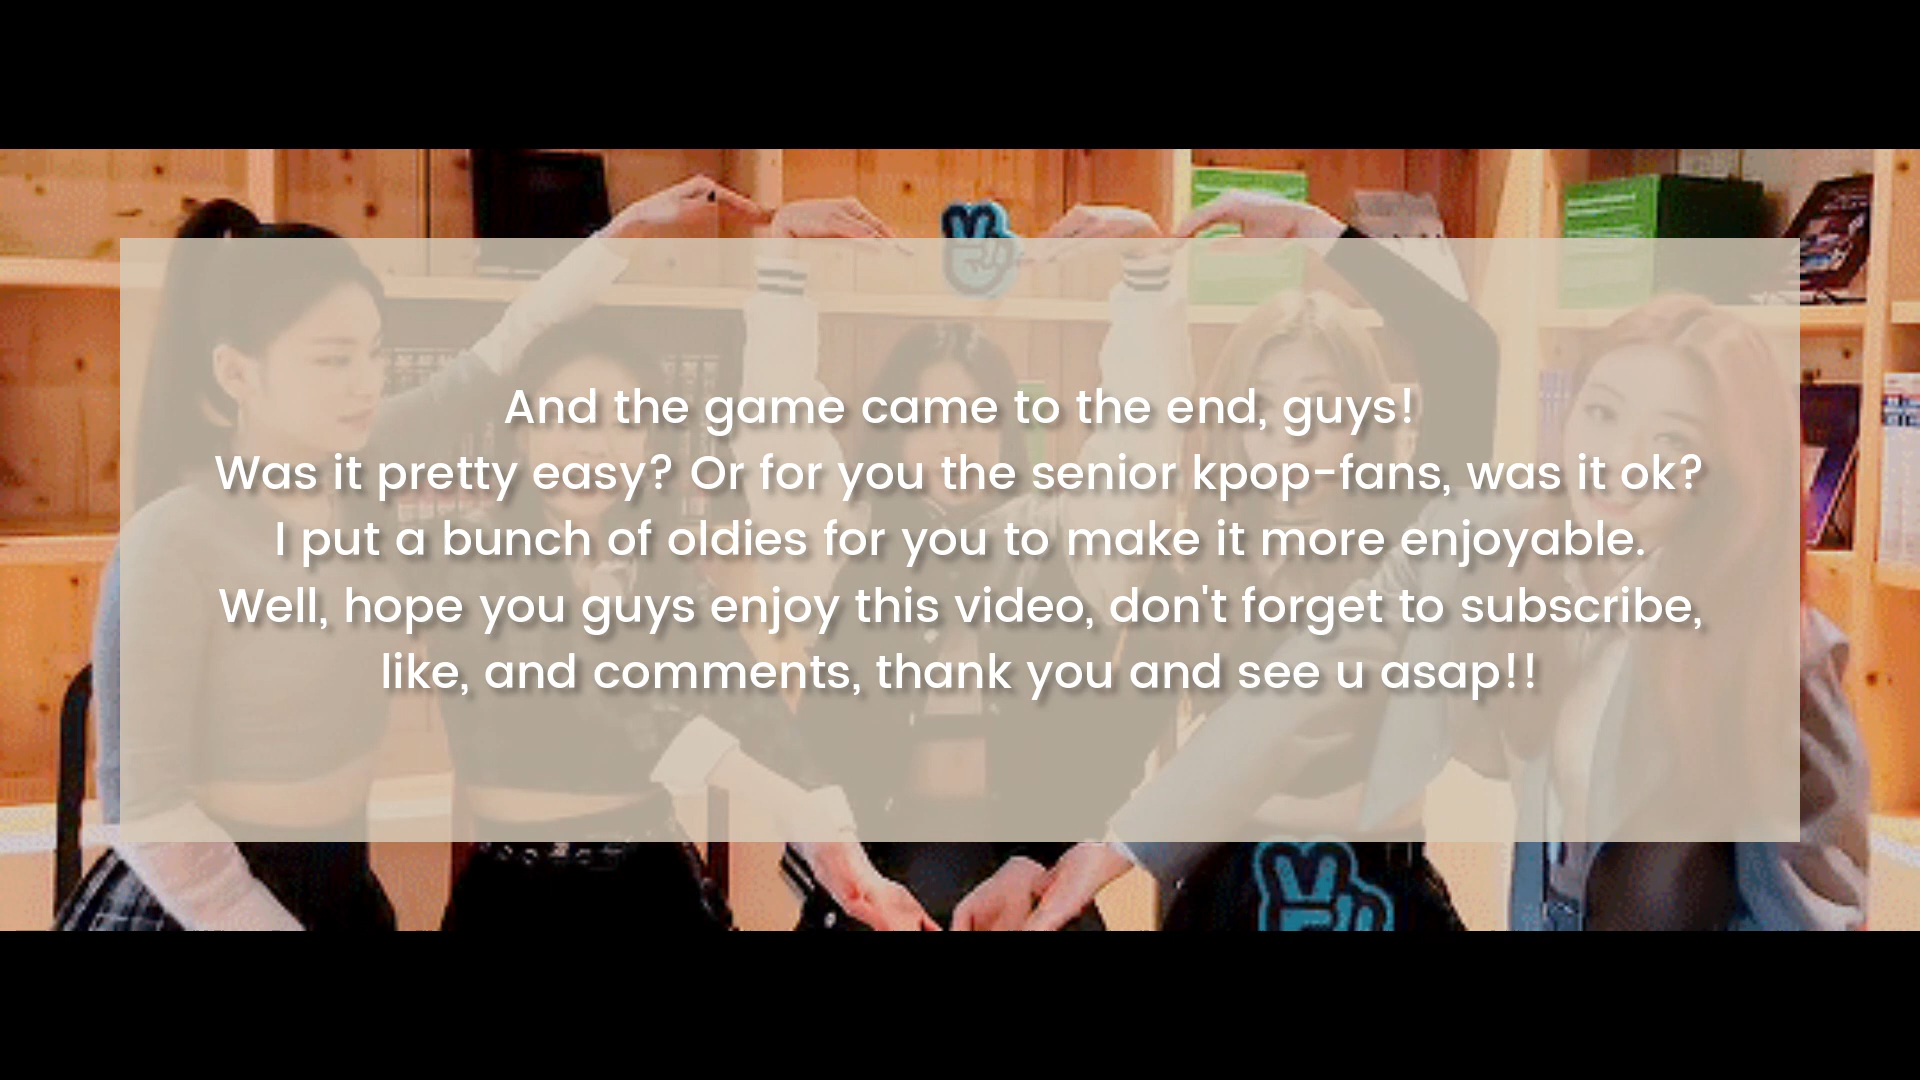 And the game came to the end, guys!
Was it pretty easy? Or for you the senior kpop-fans, was it ok?
I put a bunch of oldies for you to make it more enjoyable.
Well, hope you guys enjoy this video, don't forget to subscribe,
like, and comments, thank you and see u asap!!